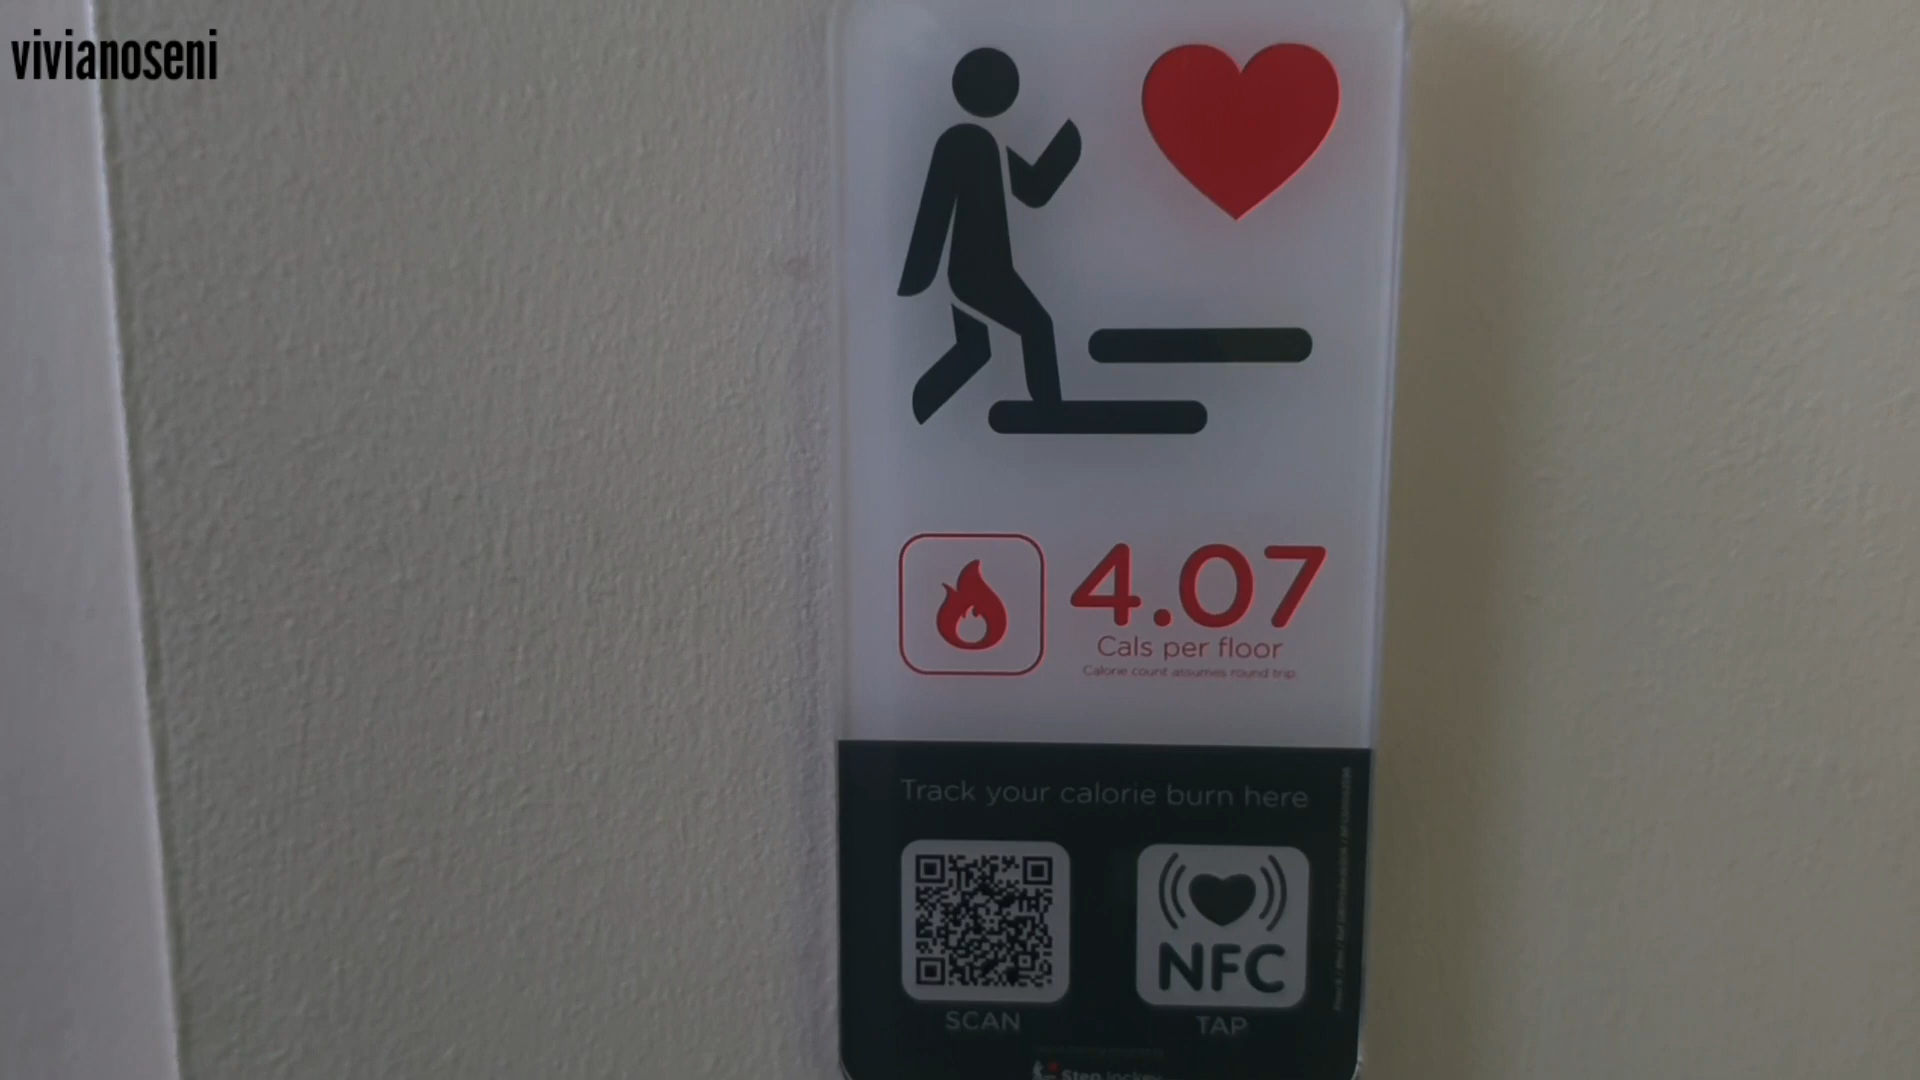 vivianoseni
4.07
Cals per floor
Calorie count assumes round trip.
Track your calorie burn here
NFC
SCAN
TAP
StepJockey